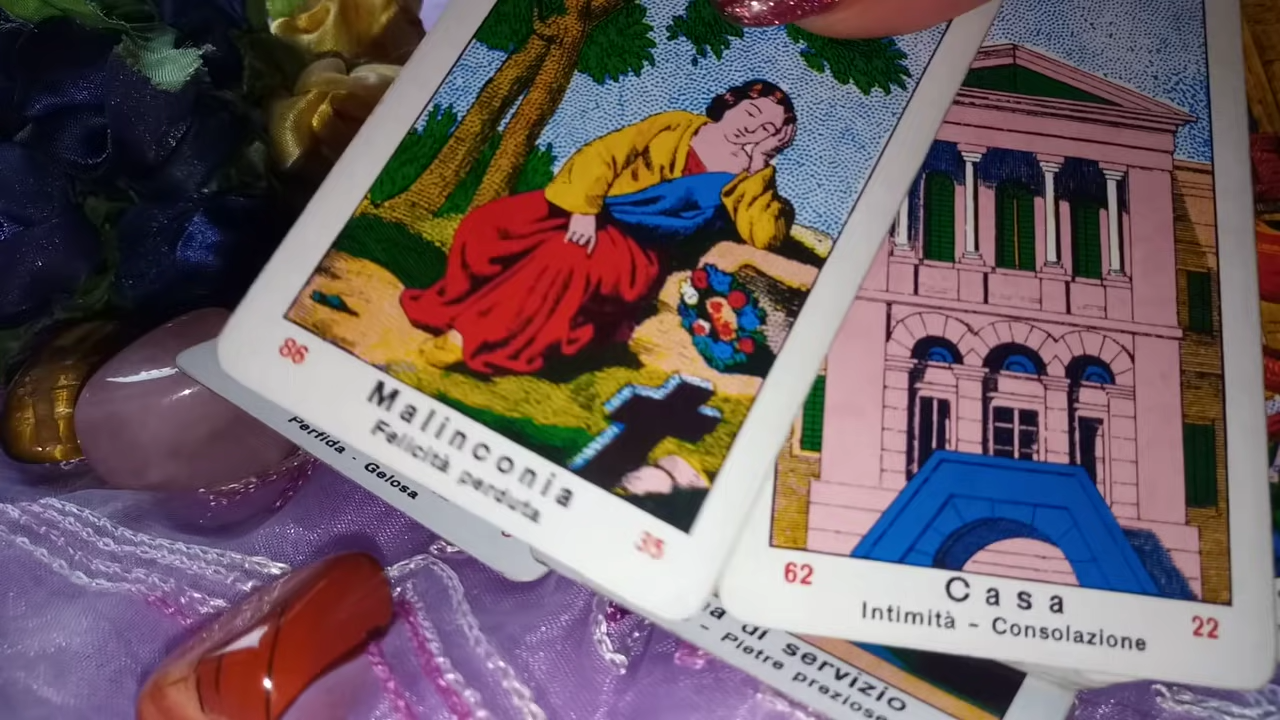 86
Malinconia
Felicità perduta
35
Perfida - Gelosa
62
Casa
Intimità - Consolazione
22
di servizio
- Pietre preziose